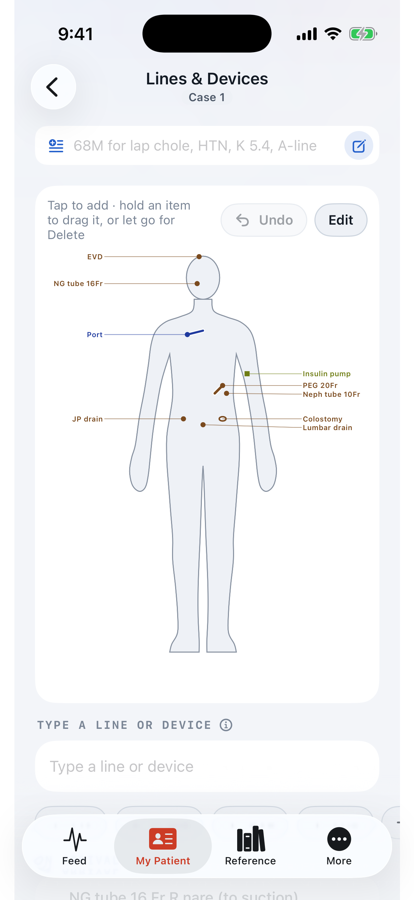 9:41
Lines & Devices
Case 1
68M for lap chole, HTN, K 5.4, A-line
Tap to add · hold an item
to drag it, or let go for
Delete
Undo
Edit
EVD
NG tube 16Fr
Port
Insulin pump
PEG 20Fr
Neph tube 10Fr
JP drain
Colostomy
Lumbar drain
TYPE A LINE OR DEVICE
Type a line or device
Feed
My Patient
Reference
More
NG tube 16 Fr R nare (to suction)